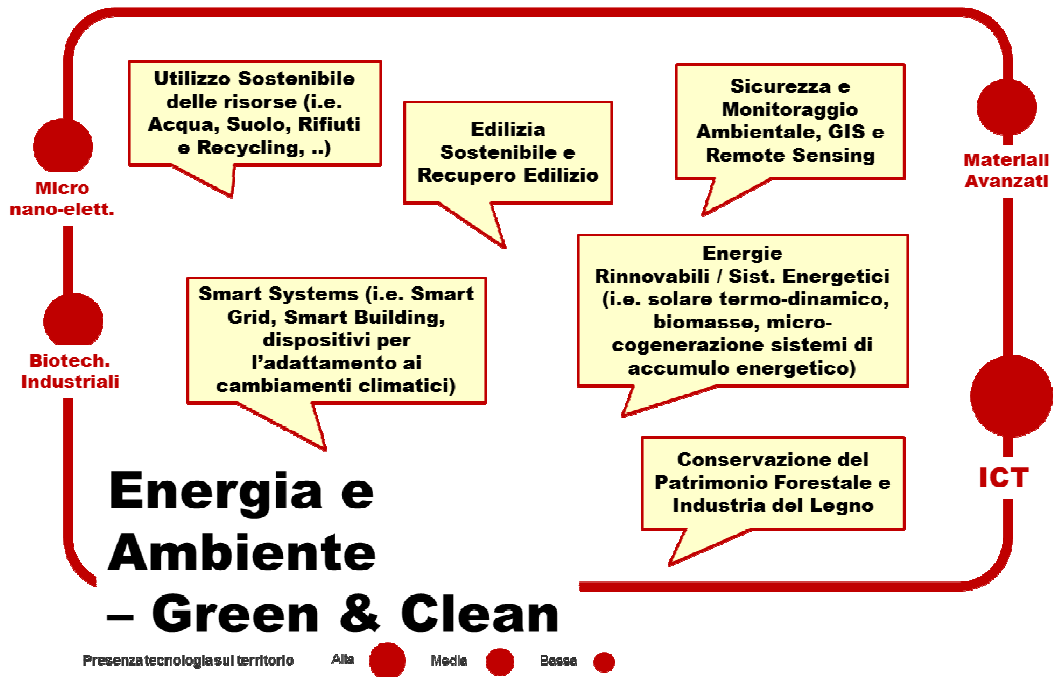 Utilizzo Sostenibile
delle risorse (i.e.
Acqua, Suolo, Rifiuti
e Recycling, ..)
Edilizia
Sostenibile e
Recupero Edilizio
Sicurezza e
Monitoraggio
Ambientale, GIS e
Remote Sensing
Micro
nano-elett.
Materiali
Avanzati
Smart Systems (i.e. Smart
Grid, Smart Building,
dispositivi per
l’adattamento ai
cambiamenti climatici)
Energie
Rinnovabili / Sist. Energetici
(i.e. solare termo-dinamico,
biomasse, micro-
cogenerazione sistemi di
accumulo energetico)
Biotech.
Industriali
ICT
Conservazione del
Patrimonio Forestale e
Industria del Legno
Energia e
Ambiente
– Green & Clean
Presenza tecnologia sul territorio Alta Media Bassa